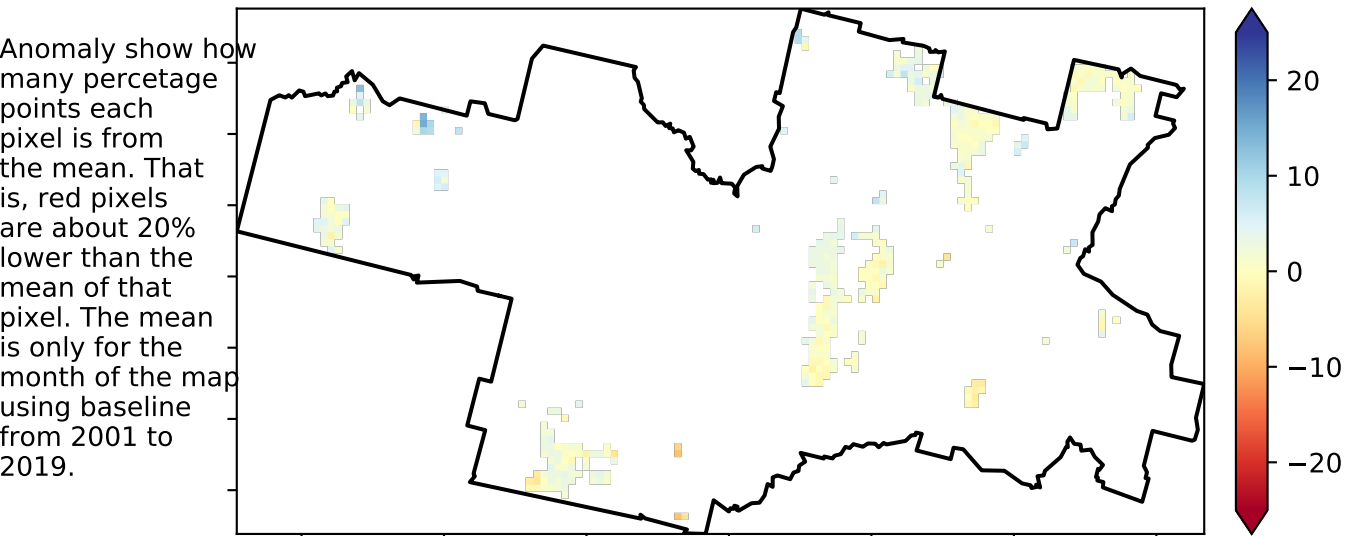 Anomaly show how
many percetage
points each
pixel is from
the mean. That
is, red pixels
are about 20%
lower than the
mean of that
pixel. The mean
is only for the
month of the map
using baseline
from 2001 to
2019.
20
10
0
−10
−20